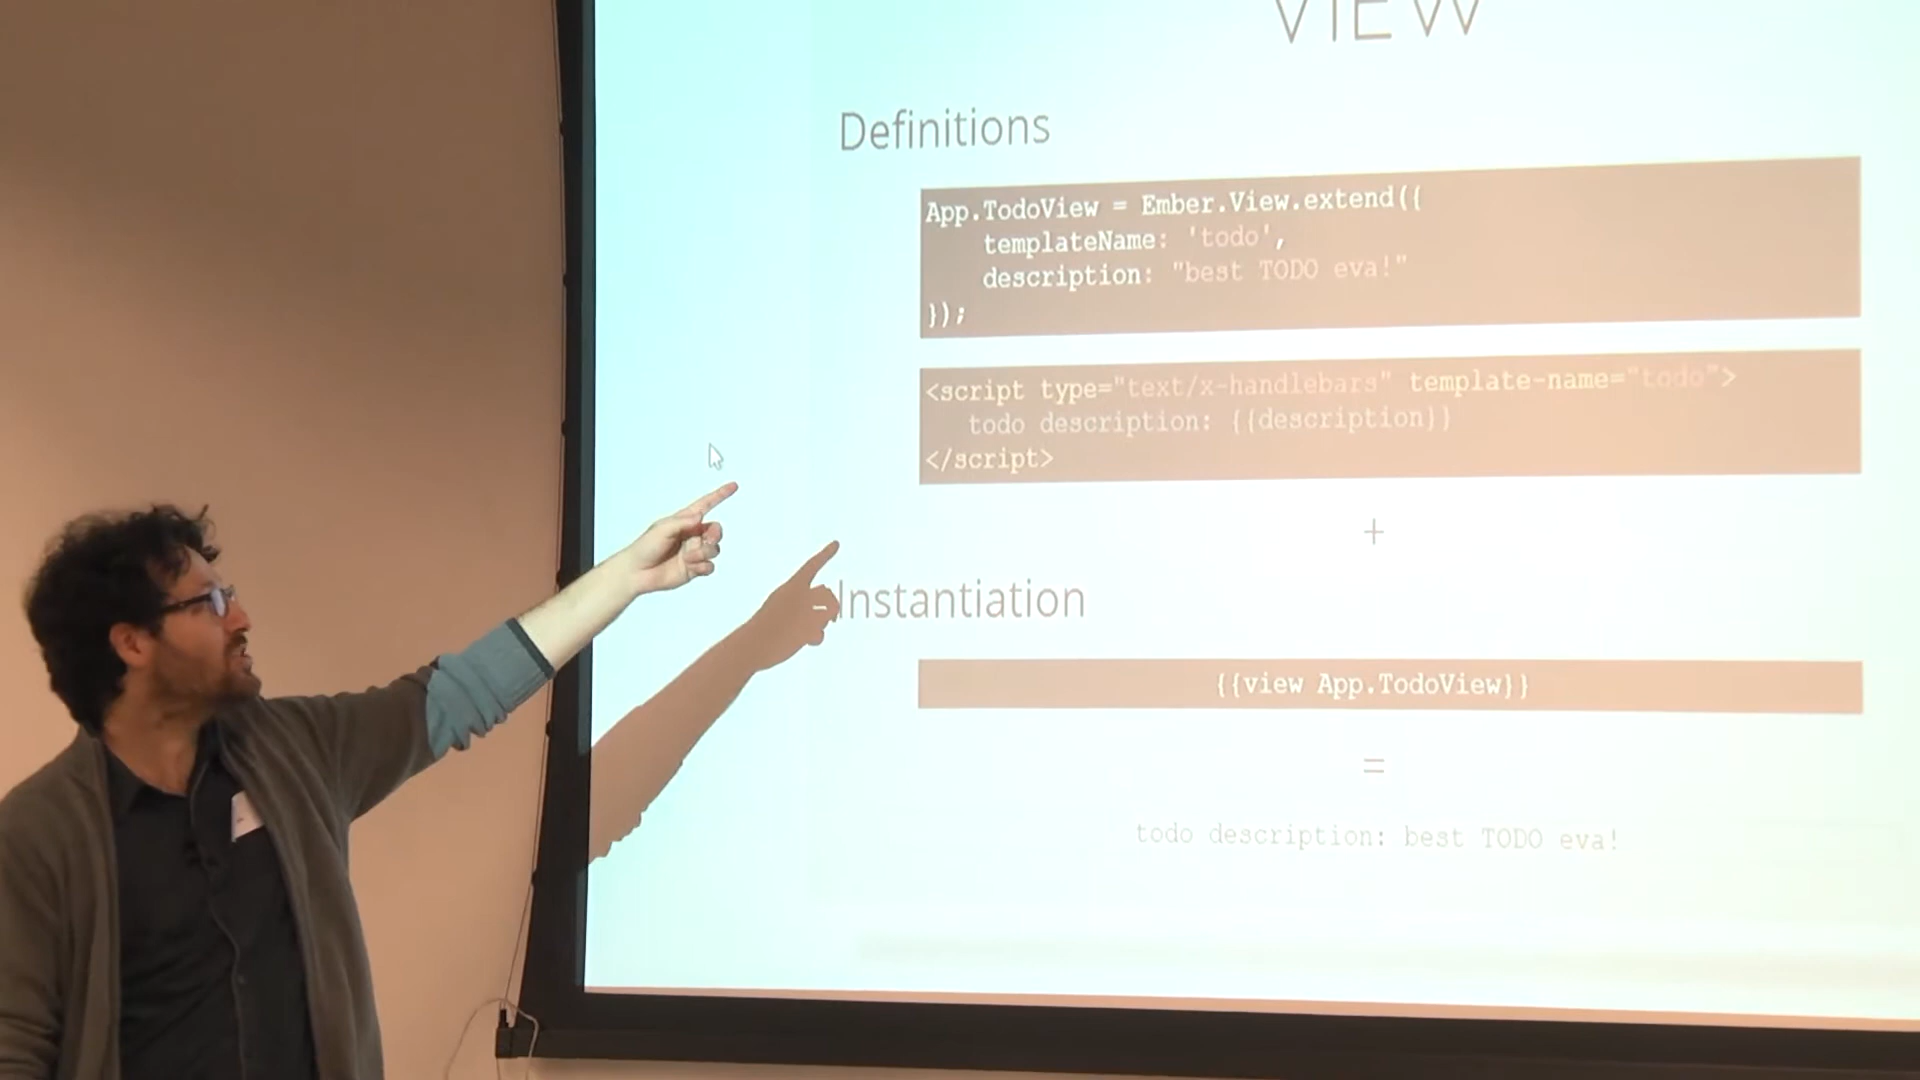 VIEW
Definitions
App.TodoView = Ember.View.extend({
templateName: 'todo',
description: "best TODO eva!"
});
<script type="text/x-handlebars" template-name="todo">
todo description: {{description}}
</script>
+
Instantiation
{{view App.TodoView}}
=
todo description: best TODO eva!